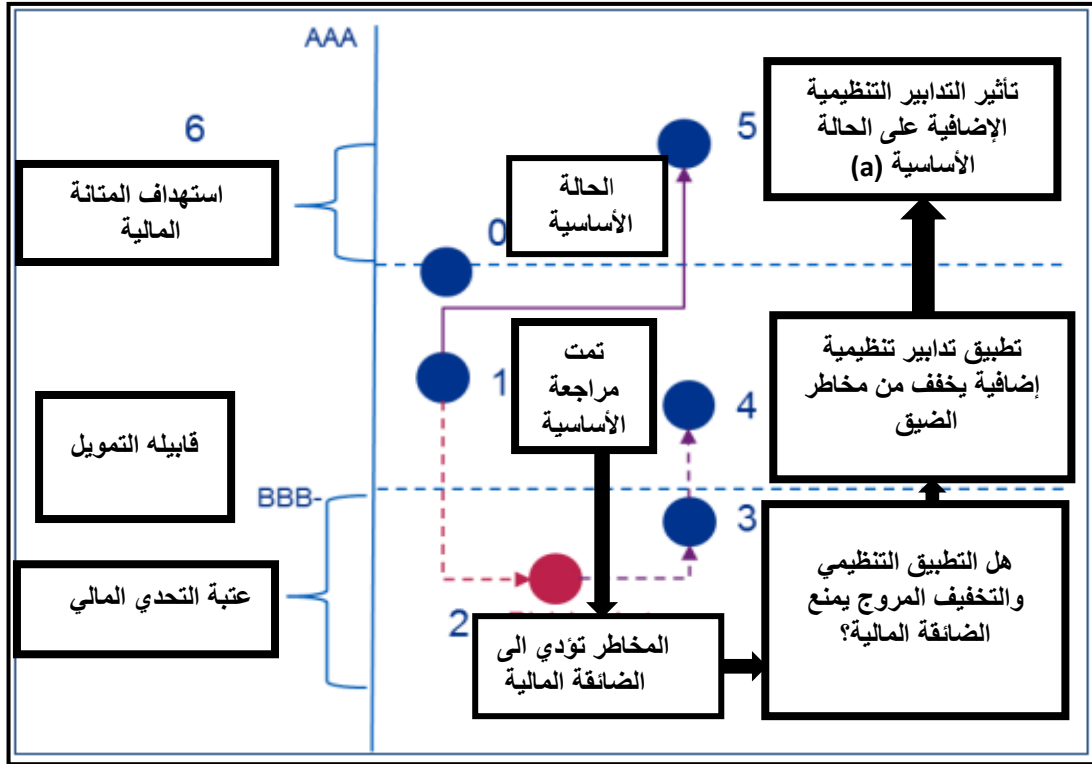 AAA
6
استهداف المتانة
المالية
0
الحالة
الأساسية
5
تأثير التدابير التنظيمية
الإضافية على الحالة
الأساسية (a)
1
تمت
مراجعة
الأساسية
4
تطبيق تدابير تنظيمية
إضافية يخفف من مخاطر
الضيق
قابيله التمويل
BBB-
3
هل التطبيق التنظيمي
والتخفيف المروج يمنع
الضائقة المالية؟
عتبة التحدي المالي
2
المخاطر تؤدي الى
الضائقة المالية